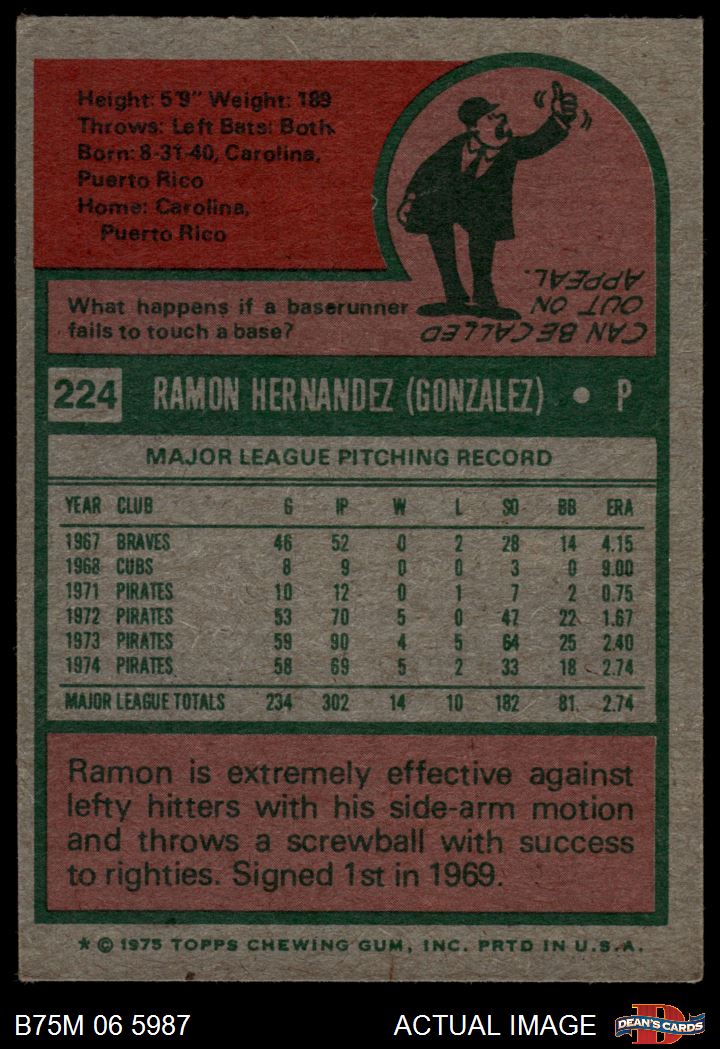 Height: 5'9" Weight: 189
Throws: Left Bats: Both
Born: 8-31-40, Carolina,
Puerto Rico
Home: Carolina,
Puerto Rico
What happens if a baserunner
fails to touch a base?
CAN BE CALLED
OUT ON
APPEAL.
224 RAMON HERNANDEZ (GONZALEZ) • P
MAJOR LEAGUE PITCHING RECORD
YEAR CLUB G IP W L SO BB ERA
1967 BRAVES 46 52 0 2 28 14 4.15
1968 CUBS 8 9 0 0 3 0 9.00
1971 PIRATES 10 12 0 1 7 2 0.75
1972 PIRATES 53 70 5 0 47 22 1.67
1973 PIRATES 59 90 4 5 64 25 2.40
1974 PIRATES 58 69 5 2 33 18 2.74
MAJOR LEAGUE TOTALS 234 302 14 10 182 81 2.74
Ramon is extremely effective against
lefty hitters with his side-arm motion
and throws a screwball with success
to righties. Signed 1st in 1969.
* © 1975 TOPPS CHEWING GUM, INC. PRTD IN U.S.A.
B75M 06 5987 ACTUAL IMAGE DEAN'S CARDS